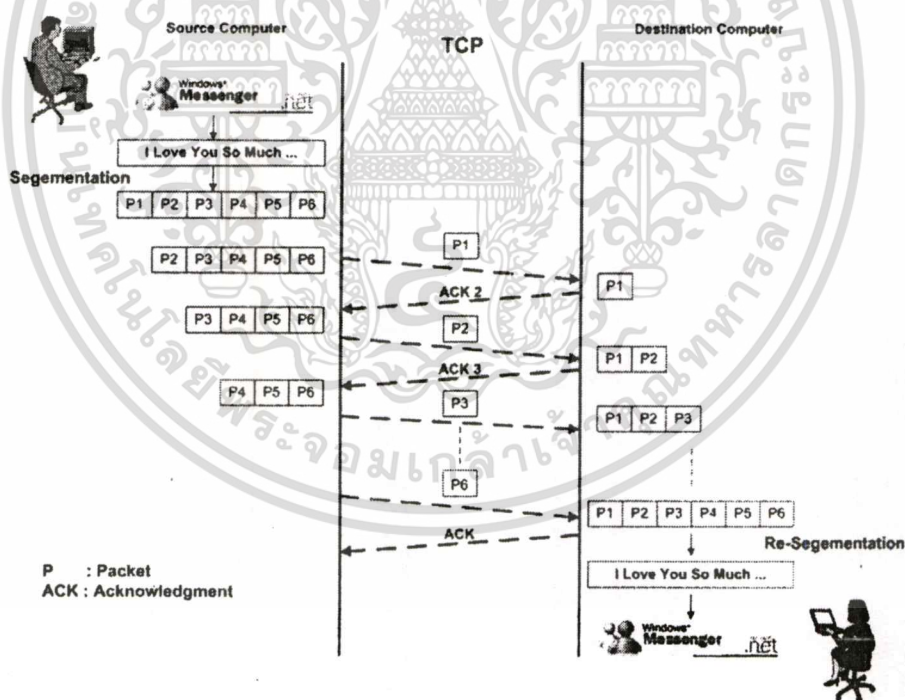 Source Computer
TCP
Destination Computer
Windows
Messenger .net
I Love You So Much ...
Segementation
P1 P2 P3 P4 P5 P6
P1
P2 P3 P4 P5 P6
ACK 2
P1
P3 P4 P5 P6
P2
P1 P2
ACK 3
P4 P5 P6
P3
P1 P2 P3
P6
P1 P2 P3 P4 P5 P6
ACK
Re-Segementation
P : Packet
ACK : Acknowledgment
I Love You So Much ...
Windows
Messenger .net